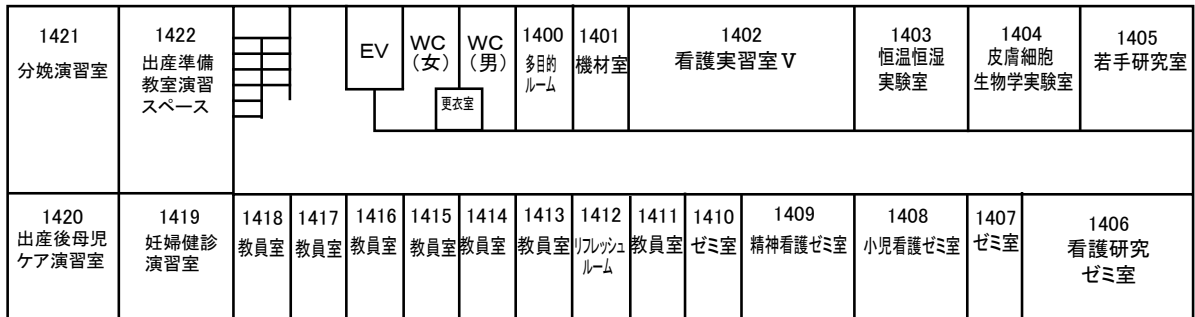 1421
分娩演習室
1422
出産準備
教室演習
スペース
EV
WC
(女)
WC
(男)
更衣室
1400
多目的
ルーム
1401
機材室
1402
看護実習室Ⅴ
1403
恒温恒湿
実験室
1404
皮膚細胞
生物学実験室
1405
若手研究室
1420
出産後母児
ケア演習室
1419
妊婦健診
演習室
1418
教員室
1417
教員室
1416
教員室
1415
教員室
1414
教員室
1413
教員室
1412
リフレッシュ
ルーム
1411
教員室
1410
ゼミ室
1409
精神看護ゼミ室
1408
小児看護ゼミ室
1407
ゼミ室
1406
看護研究
ゼミ室